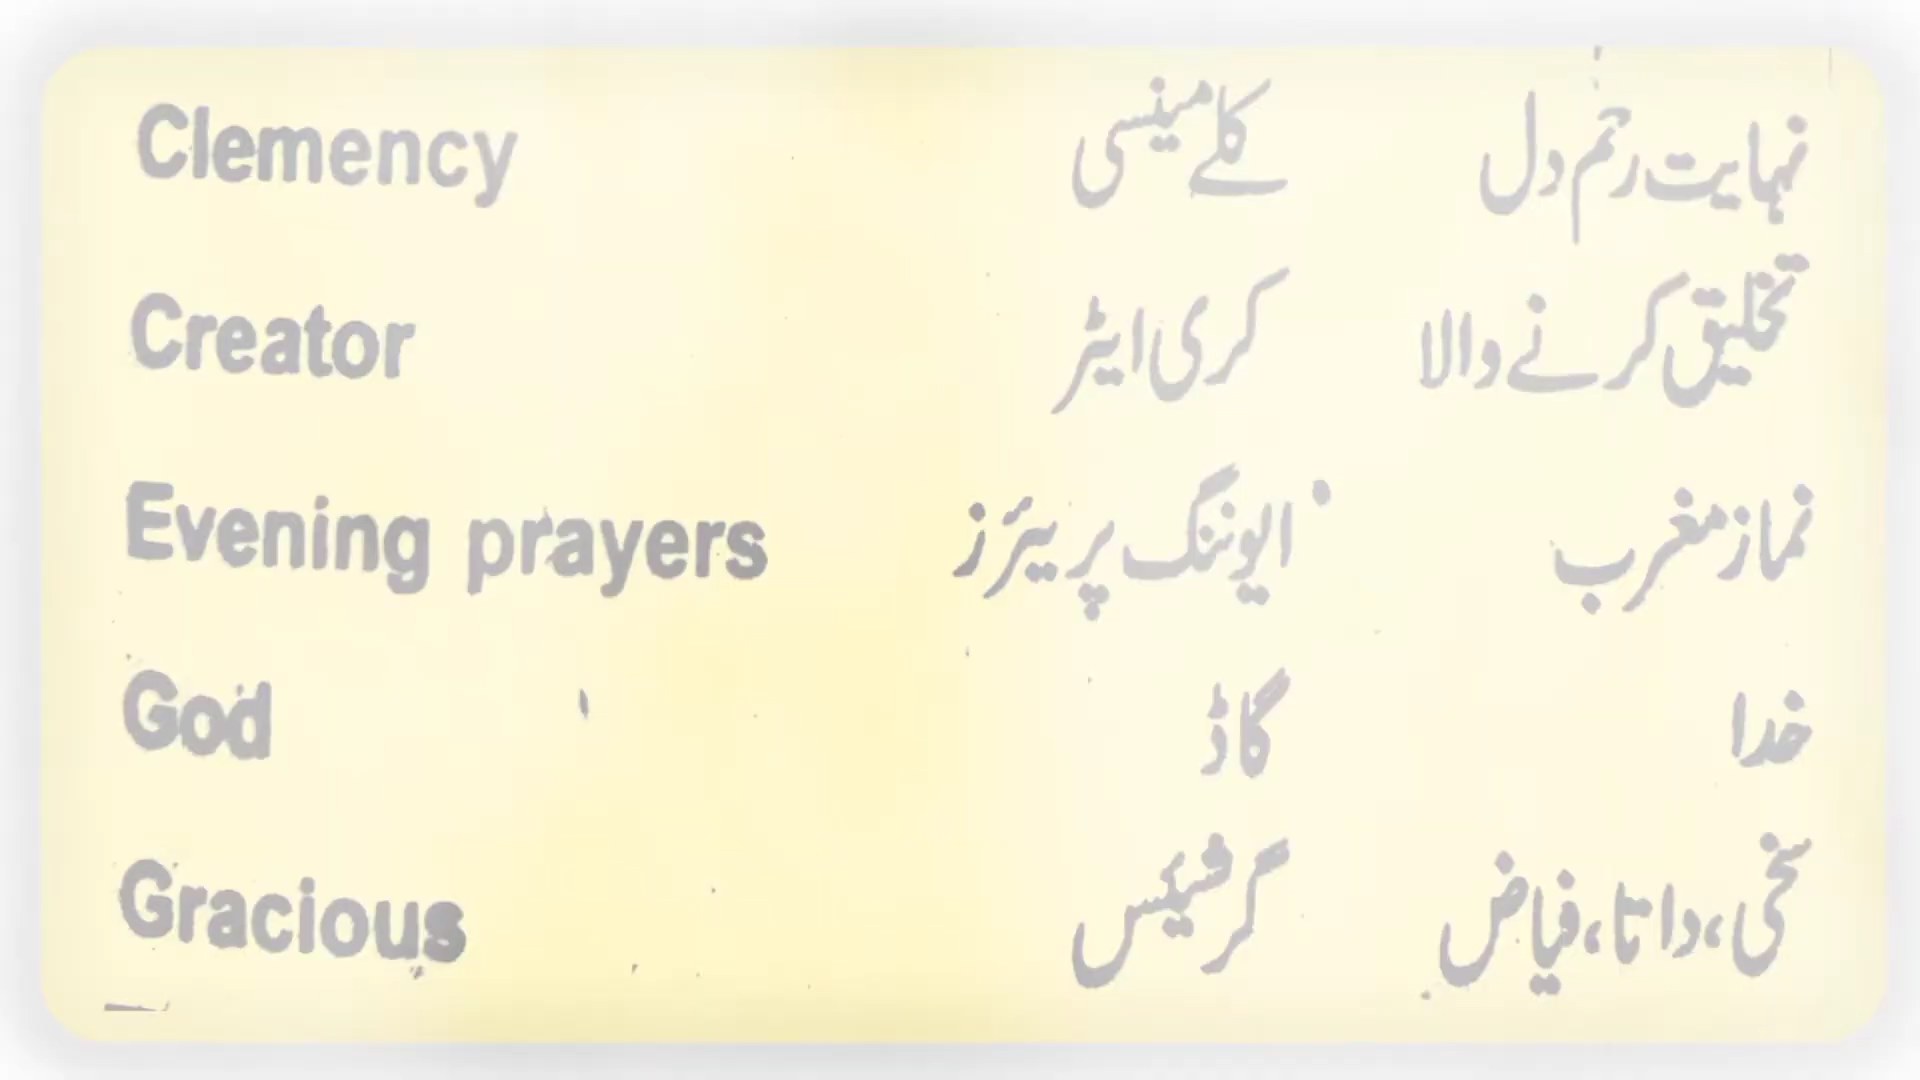 Clemency کلے مینسی نہایت رحم دل
Creator کری ایٹر تخلیق کرنے والا
Evening prayers ایوننگ پریئرز نماز مغرب
God گاڈ خدا
Gracious گرشیئس سخی، داتا، فیاض